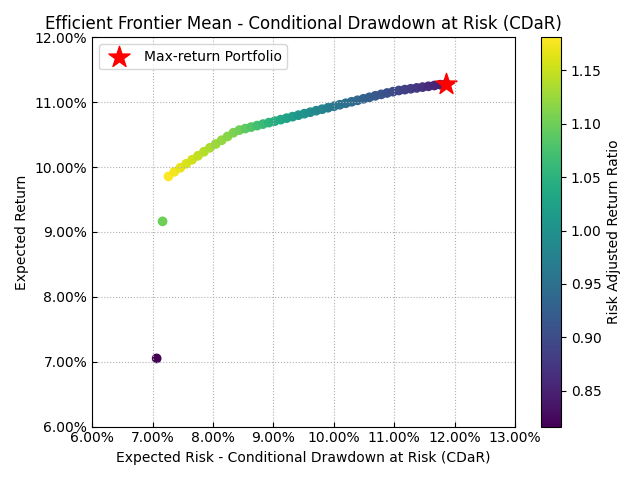 Efficient Frontier Mean - Conditional Drawdown at Risk (CDaR)
Max-return Portfolio
12.00%
11.00%
10.00%
9.00%
8.00%
7.00%
6.00%
Expected Return
6.00% 7.00% 8.00% 9.00% 10.00% 11.00% 12.00% 13.00%
Expected Risk - Conditional Drawdown at Risk (CDaR)
1.15
1.10
1.05
1.00
0.95
0.90
0.85
Risk Adjusted Return Ratio